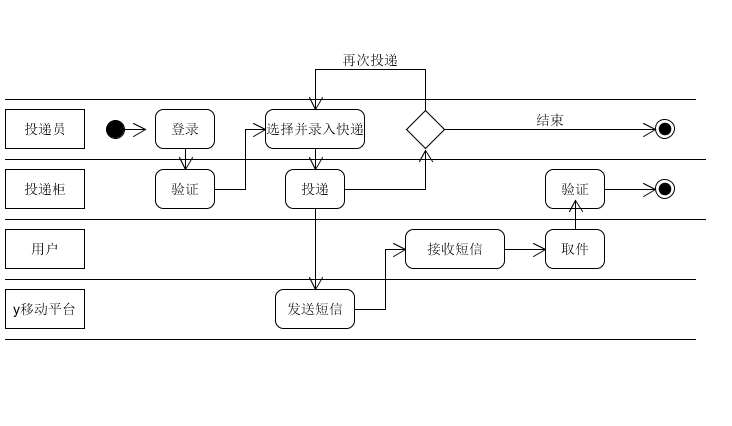 再次投递
投递员
登录
选择并录入快递
结束
投递柜
验证
投递
验证
用户
接收短信
取件
y移动平台
发送短信